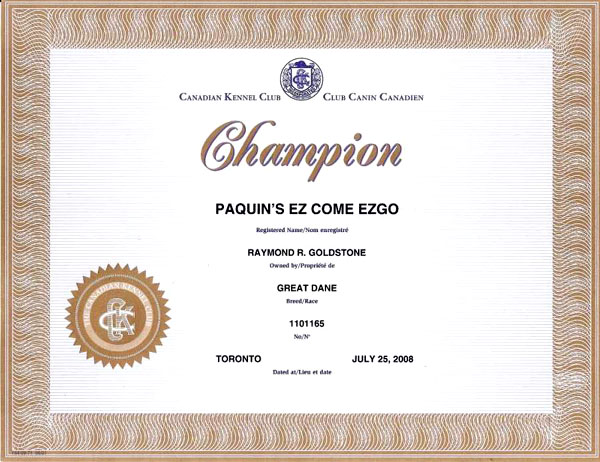 CANADIAN KENNEL CLUB CLUB CANIN CANADIEN
Champion
PAQUIN'S EZ COME EZGO
Registered Name/Nom enregistré
RAYMOND R. GOLDSTONE
Owned by/Propriété de
GREAT DANE
Breed/Race
1101165
No/N°
TORONTO JULY 25, 2008
Dated at/Lieu et date